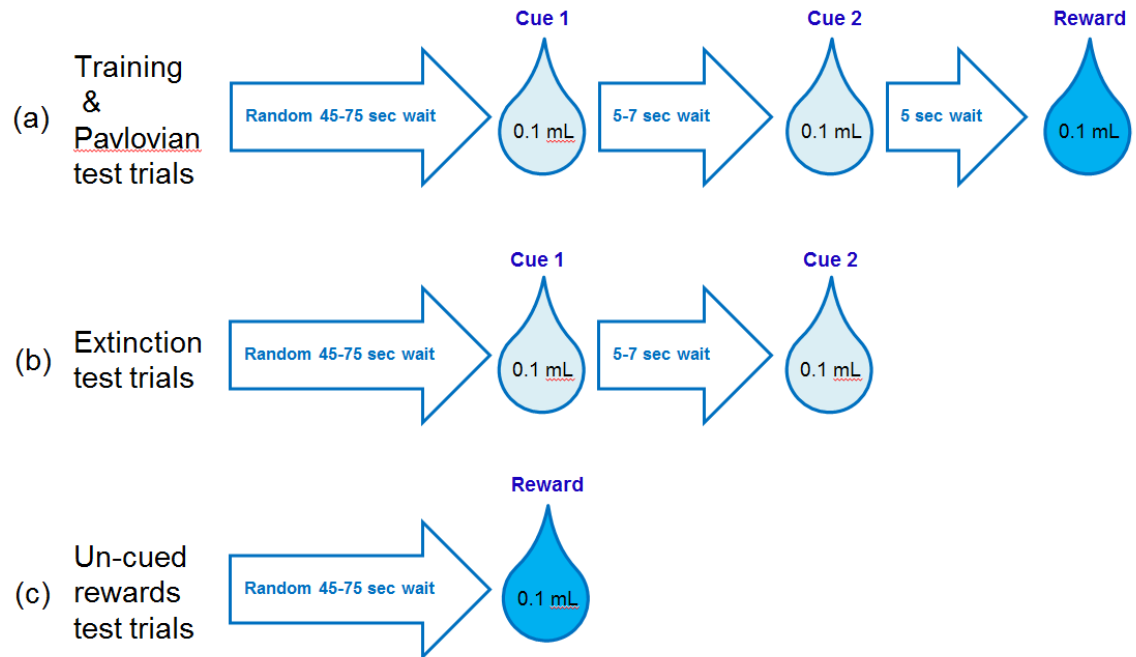 Cue 1
Cue 2
Reward
(a)
Training
&
Pavlovian
test trials
Random 45-75 sec wait
0.1 mL
5-7 sec wait
0.1 mL
5 sec wait
0.1 mL
Cue 1
Cue 2
(b)
Extinction
test trials
Random 45-75 sec wait
0.1 mL
5-7 sec wait
0.1 mL
Reward
(c)
Un-cued
rewards
test trials
Random 45-75 sec wait
0.1 mL